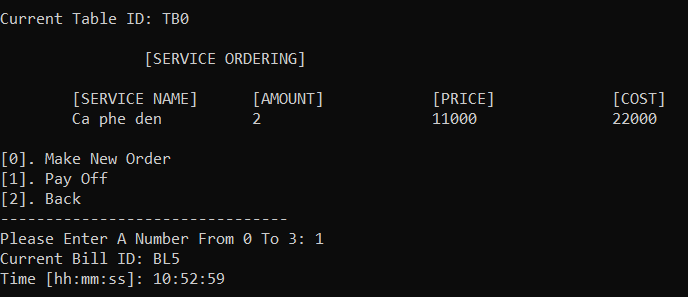 Current Table ID: TB0
[SERVICE ORDERING]
[SERVICE NAME] [AMOUNT] [PRICE] [COST]
Ca phe den 2 11000 22000
[0]. Make New Order
[1]. Pay Off
[2]. Back
--------------------------------
Please Enter A Number From 0 To 3: 1
Current Bill ID: BL5
Time [hh:mm:ss]: 10:52:59